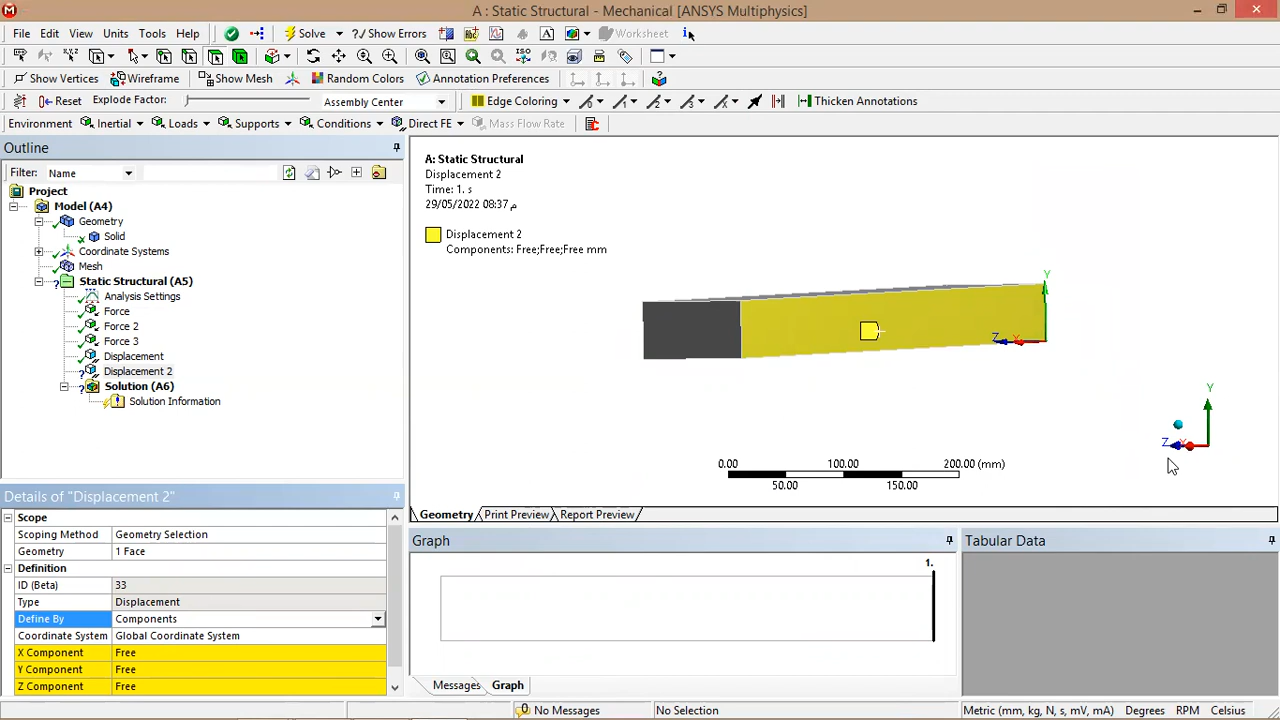 A : Static Structural - Mechanical [ANSYS Multiphysics]
File Edit View Units Tools Help Solve Show Errors Worksheet
Show Vertices Wireframe Show Mesh Random Colors Annotation Preferences
Reset Explode Factor: Assembly Center Edge Coloring Thicken Annotations
Environment Inertial Loads Supports Conditions Direct FE Mass Flow Rate
Outline
Filter: Name
Project
Model (A4)
Geometry
Solid
Coordinate Systems
Mesh
Static Structural (A5)
Analysis Settings
Force
Force 2
Force 3
Displacement
Displacement 2
Solution (A6)
Solution Information
A: Static Structural
Displacement 2
Time: 1. s
29/05/2022 08:37 م
Displacement 2
Components: Free;Free;Free mm
Y
Z X
Y
Z X
0.00 100.00 200.00 (mm)
50.00 150.00
Geometry Print Preview Report Preview
Details of "Displacement 2"
Scope
Scoping Method Geometry Selection
Geometry 1 Face
Definition
ID (Beta) 33
Type Displacement
Define By Components
Coordinate System Global Coordinate System
X Component Free
Y Component Free
Z Component Free
Graph
1.
Messages Graph
Tabular Data
No Messages No Selection Metric (mm, kg, N, s, mV, mA) Degrees RPM Celsius